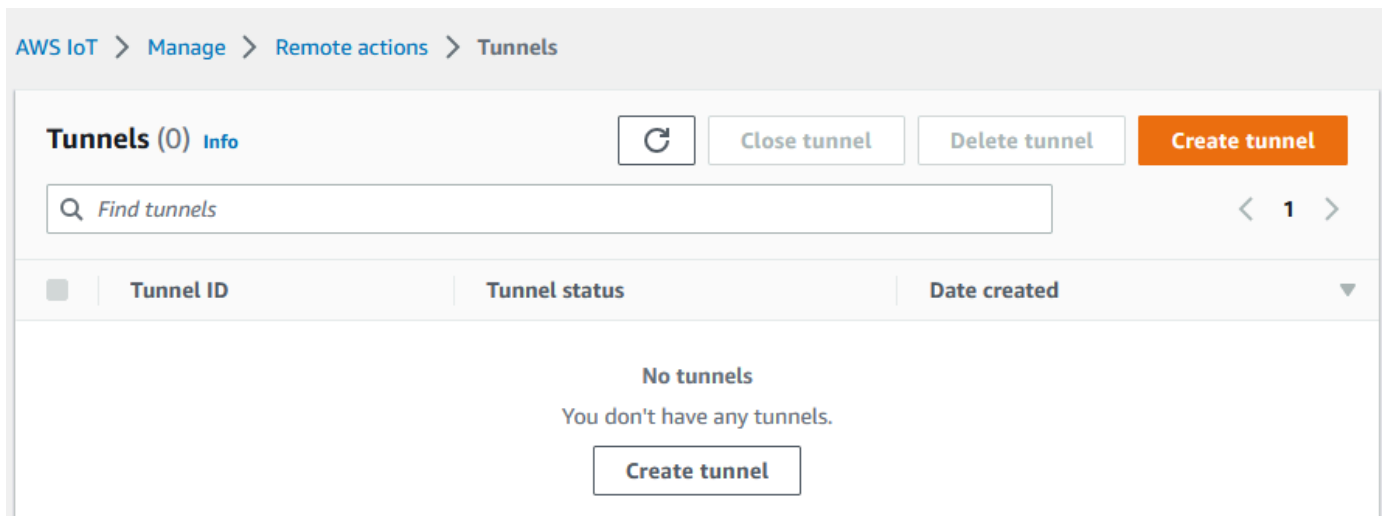 AWS IoT > Manage > Remote actions > Tunnels
Tunnels (0) Info
Close tunnel
Delete tunnel
Create tunnel
Find tunnels
< 1 >
Tunnel ID
Tunnel status
Date created
No tunnels
You don't have any tunnels.
Create tunnel